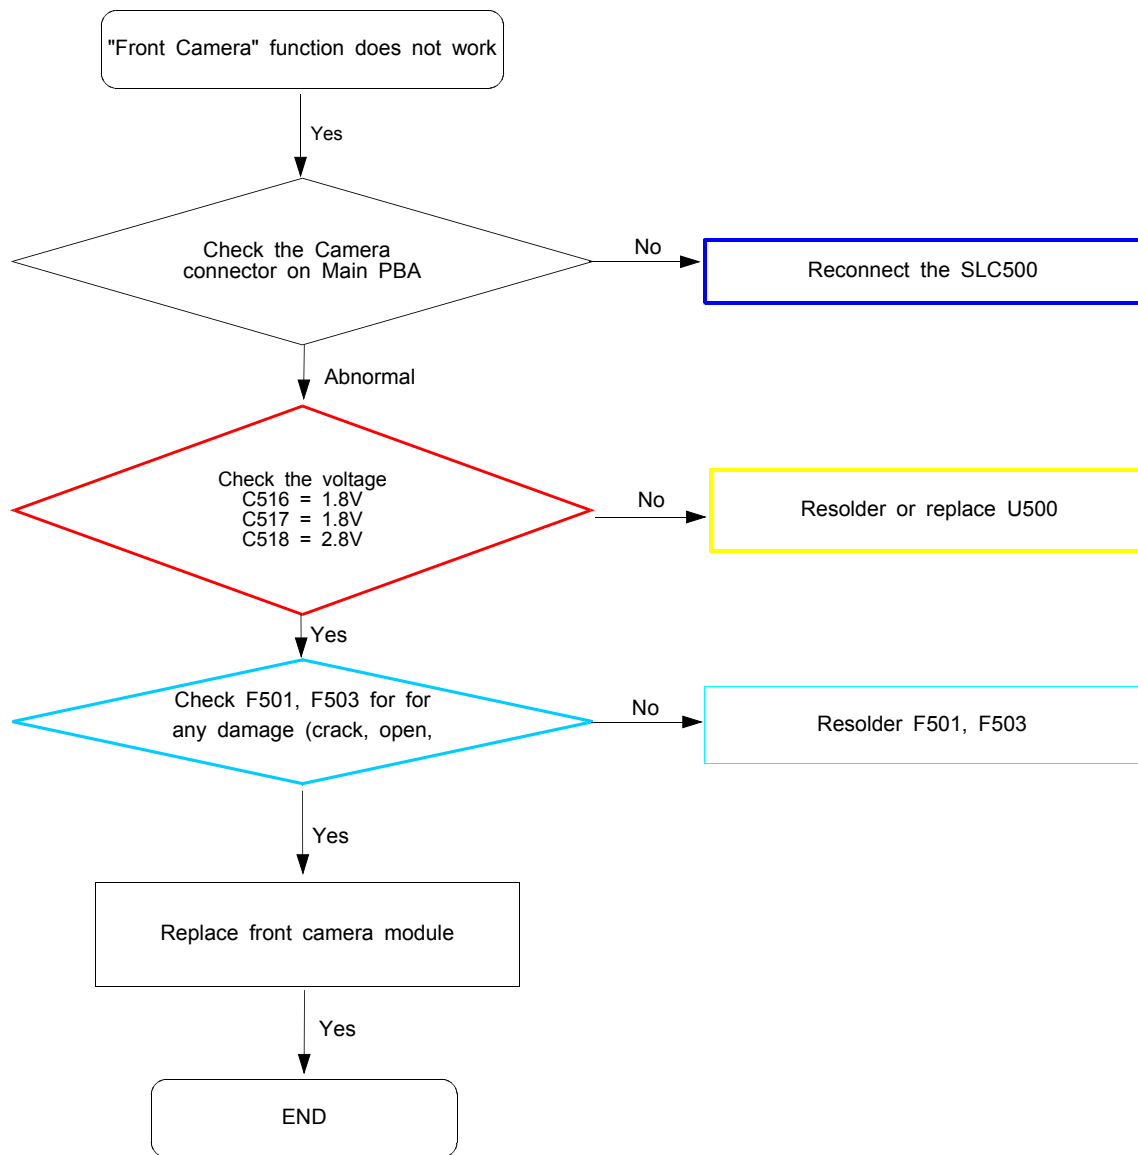 "Front Camera" function does not work
Yes
Check the Camera
connector on Main PBA
No
Reconnect the SLC500
Abnormal
Check the voltage
C516 = 1.8V
C517 = 1.8V
C518 = 2.8V
No
Resolder or replace U500
Yes
Check F501, F503 for for
any damage (crack, open,
No
Resolder F501, F503
Yes
Replace front camera module
Yes
END